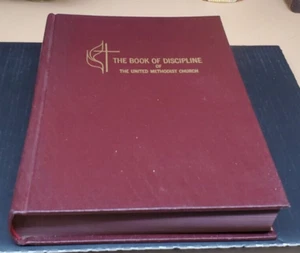 THE BOOK OF DISCIPLINE
OF
THE UNITED METHODIST CHURCH